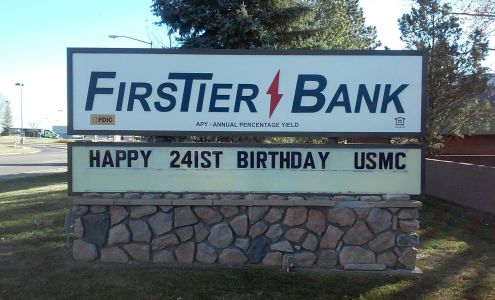 FIRSTIER BANK
FDIC
APY - ANNUAL PERCENTAGE YIELD
HAPPY 241ST BIRTHDAY USMC